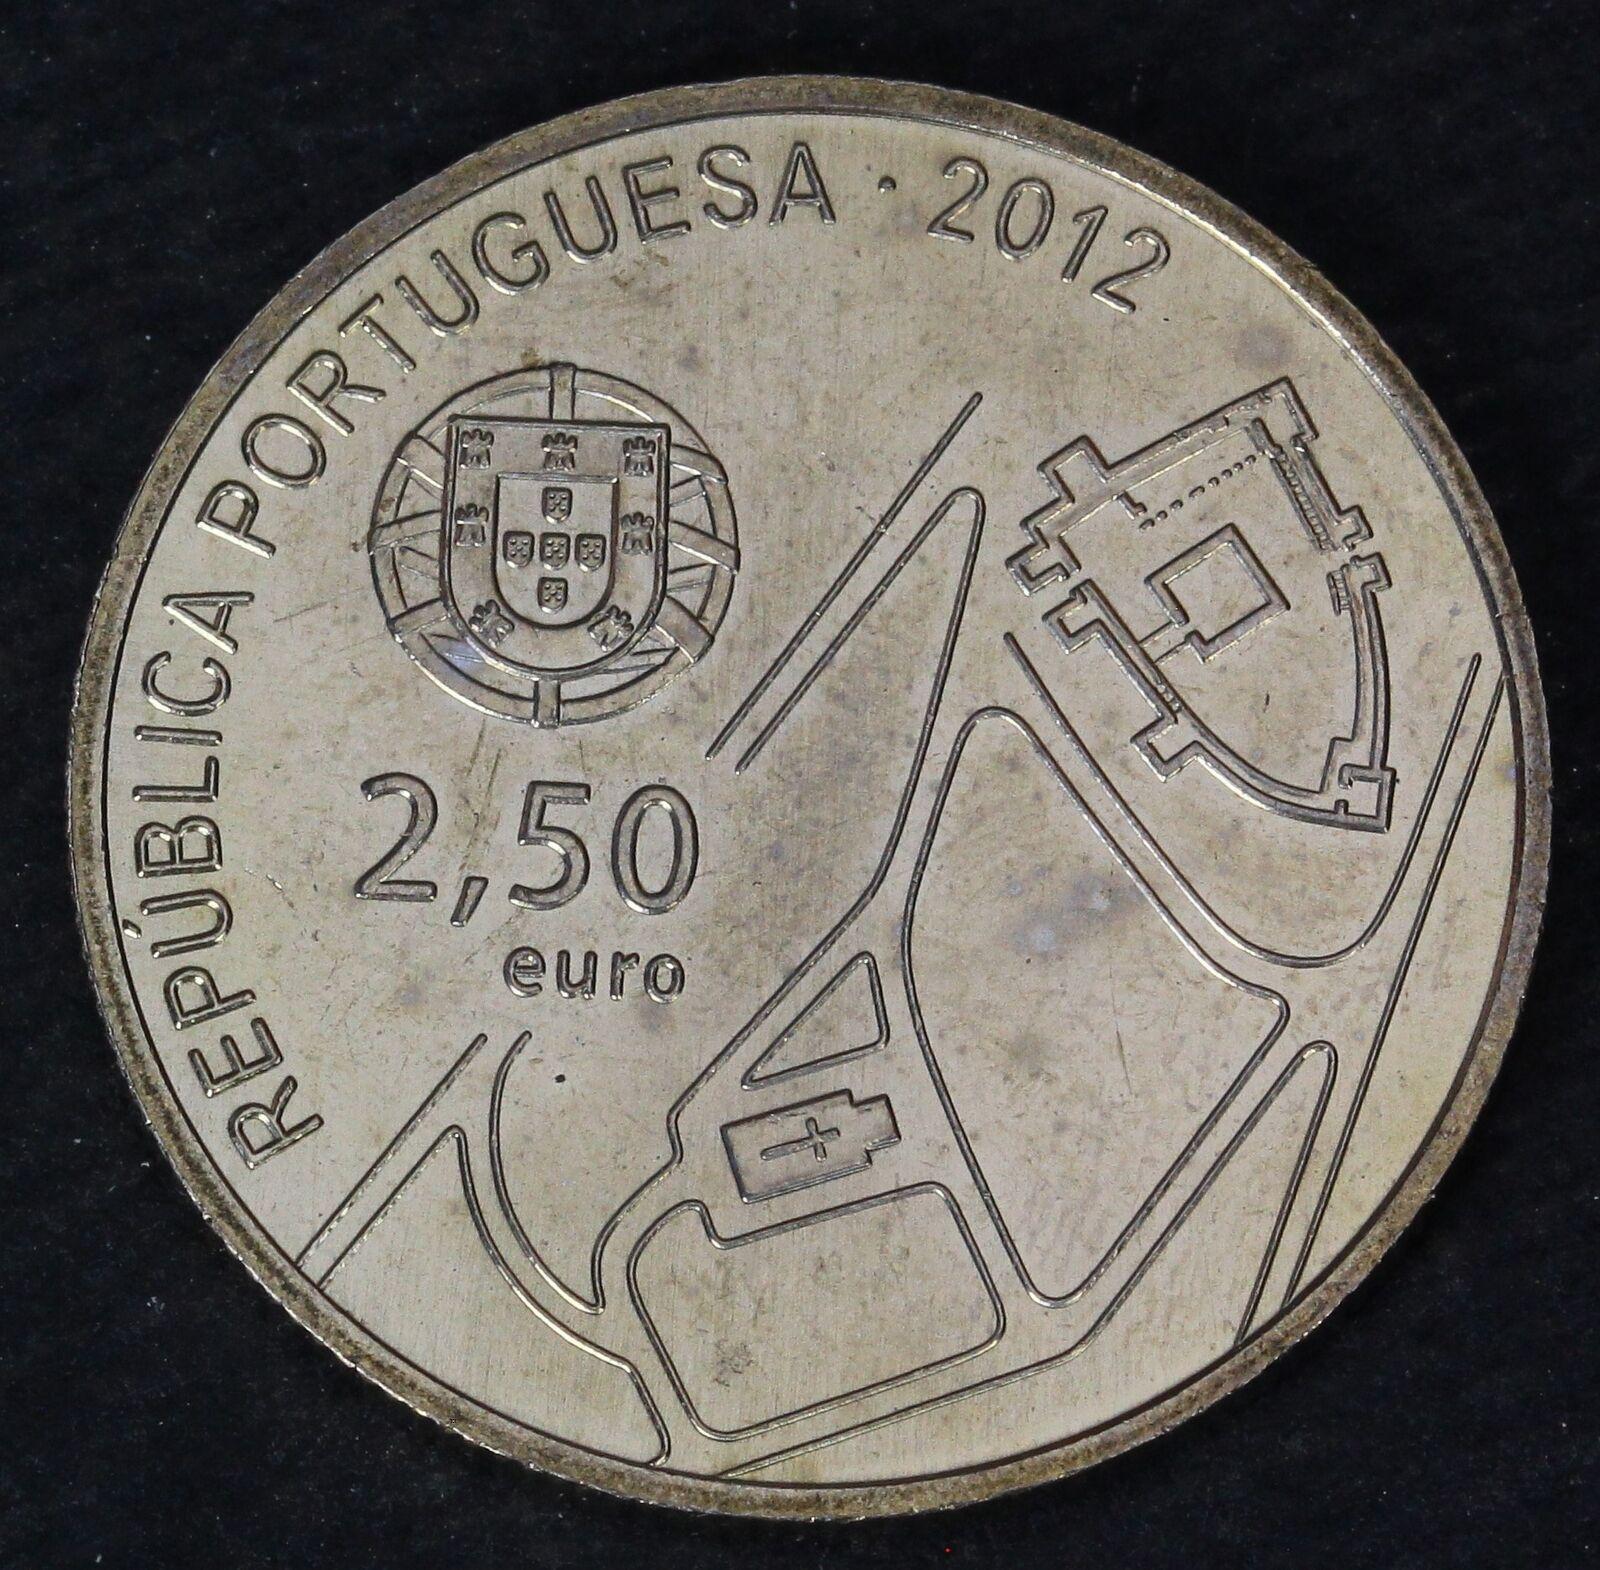 REPÚBLICA PORTUGUESA · 2012
2,50
euro